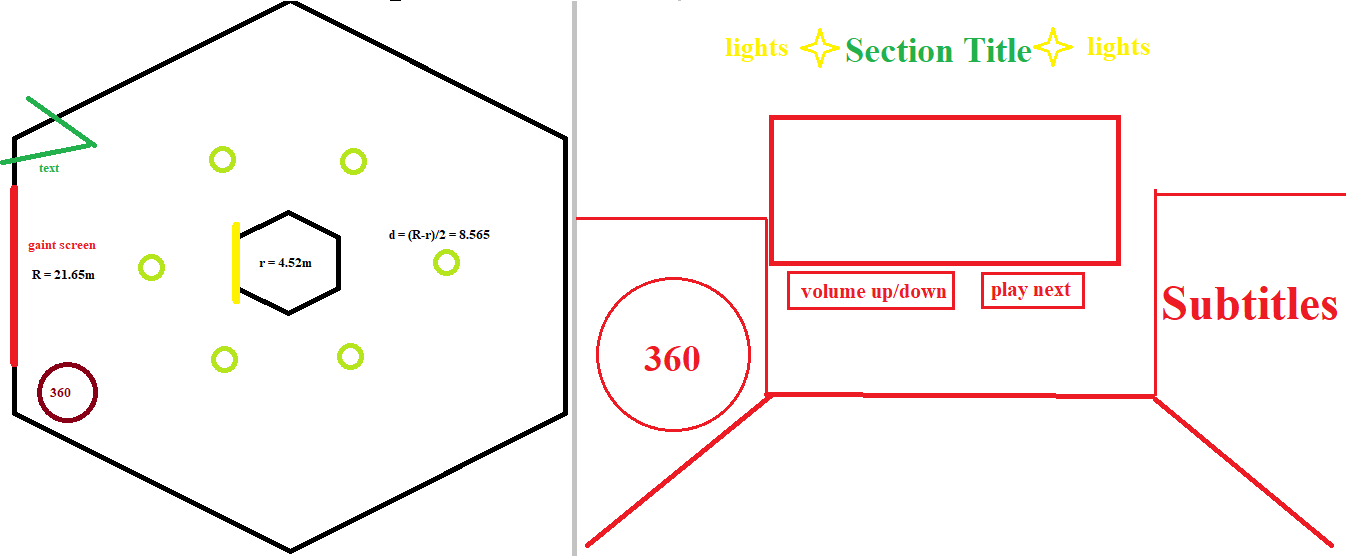 text
gaint screen
R = 21.65m
360
r = 4.52m
d = (R-r)/2 = 8.565
lights
Section Title
lights
volume up/down
play next
360
Subtitles